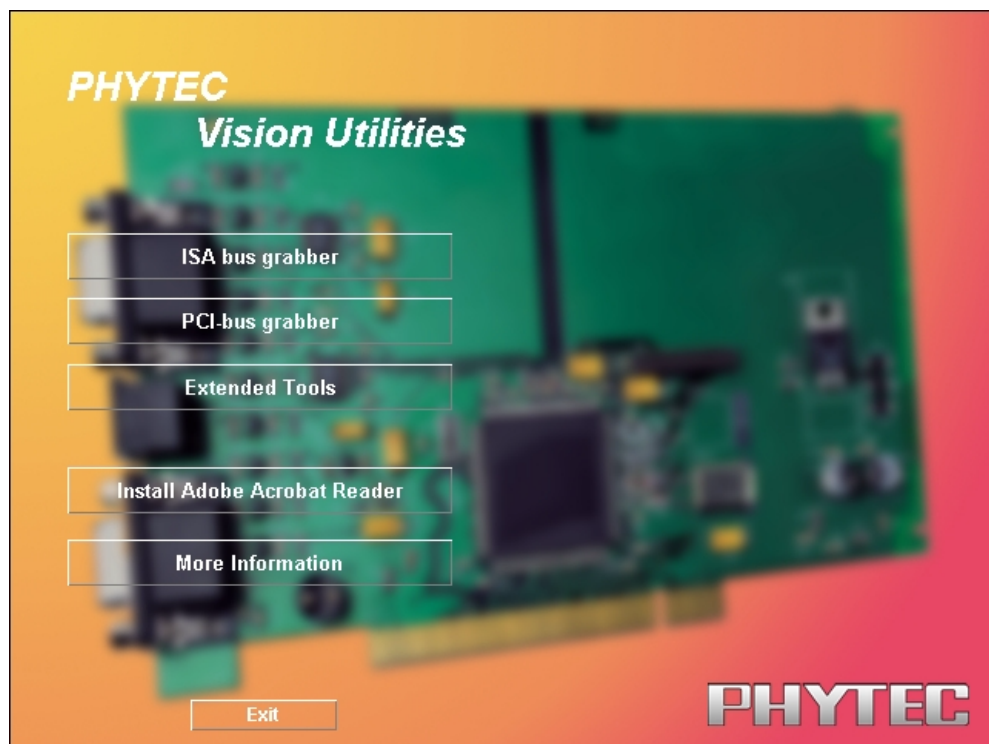 PHYTEC
Vision Utilities
ISA bus grabber
PCI-bus grabber
Extended Tools
Install Adobe Acrobat Reader
More Information
Exit
PHYTEC